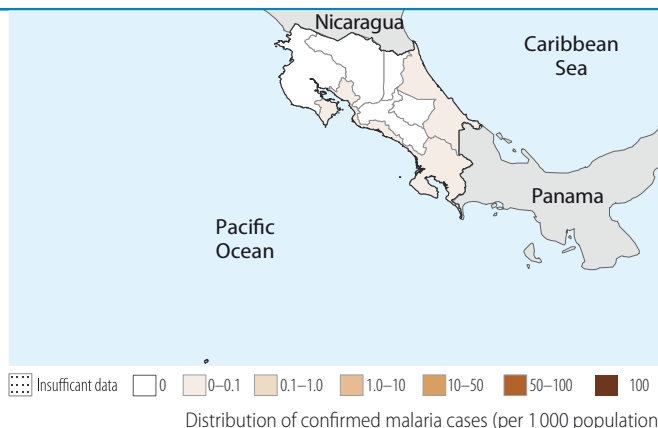 Nicaragua
Caribbean
Sea
Panama
Pacific
Ocean
Insufficant data 0 0–0.1 0.1–1.0 1.0–10 10–50 50–100 100
Distribution of confirmed malaria cases (per 1 000 population